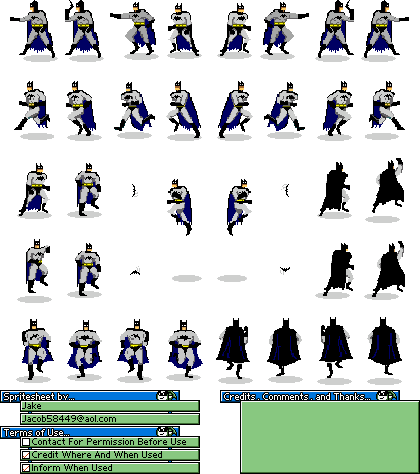 Spritesheet by...
Credits.. Comments.. and Thanks...
Jake
Jacob58449@aol.com
Terms of Use...
Contact For Permission Before Use
Credit Where And When Used
Inform When Used